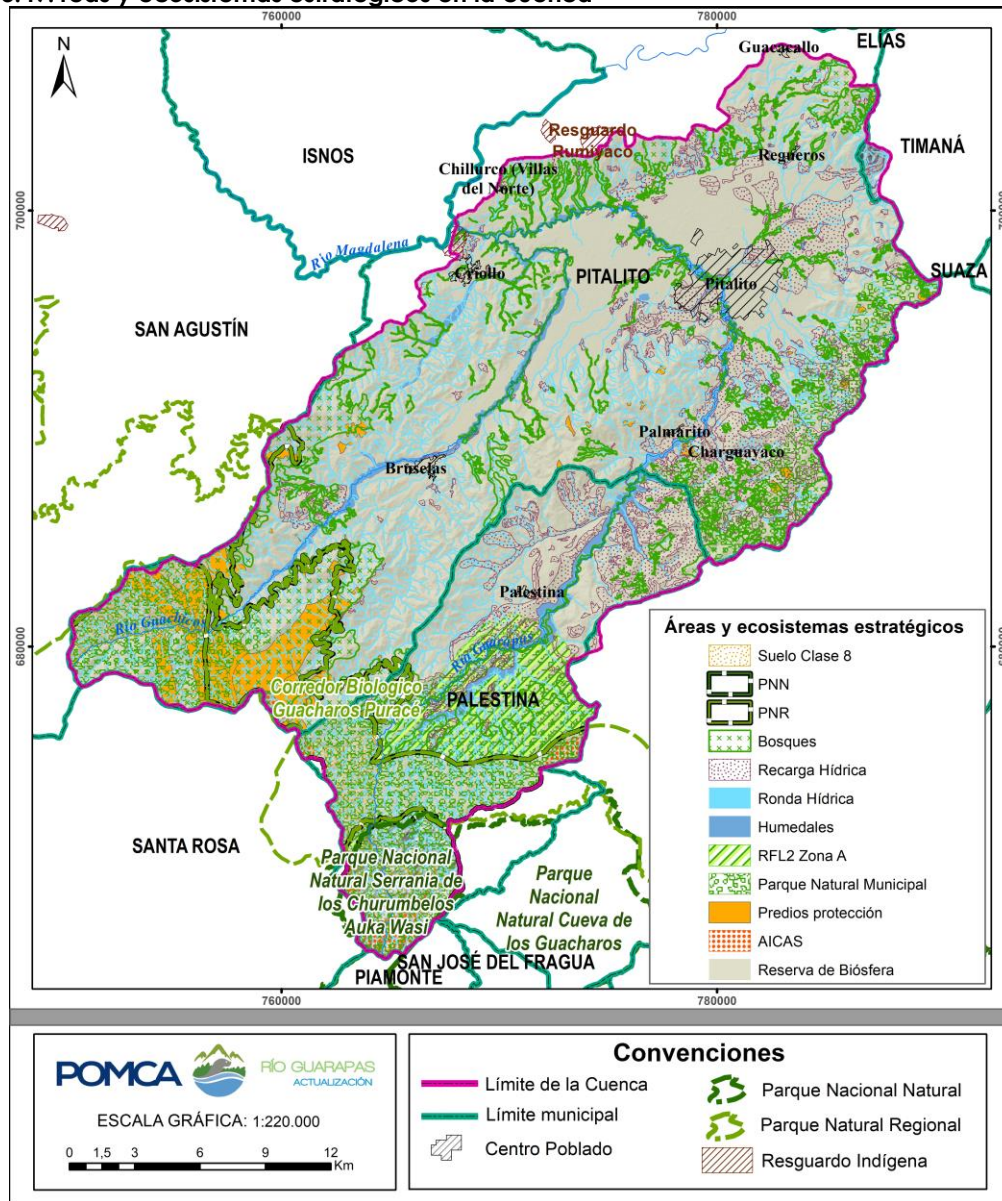 y ecosistemas estratégicos en la Cuenca
760000
780000
N
Guacacallo
ELIAS
Resguardo
Rumiyaco
ISNOS
TIMANÁ
Regueros
Chillurco (Villas
del Norte)
700000
700000
Río Magdalena
Criollo
PITALITO
Pitalito
SUAZA
SAN AGUSTÍN
Palmarito
Charguayaco
Bruselas
Palestina
Río Guachicos
Río Guarapas
680000
680000
Corredor Biologico
Guacharos Puracé
PALESTINA
SANTA ROSA
Parque Nacional
Natural Serrania de
los Churumbelos
Auka Wasi
Parque
Nacional
Natural Cueva de
los Guacharos
SAN JOSÉ DEL FRAGUA
PIAMONTE
Áreas y ecosistemas estratégicos
Suelo Clase 8
PNN
PNR
Bosques
Recarga Hídrica
Ronda Hídrica
Humedales
RFL2 Zona A
Parque Natural Municipal
Predios protección
AICAS
Reserva de Biósfera
760000
780000
POMCA
RÍO GUARAPAS
ACTUALIZACIÓN
ESCALA GRÁFICA: 1:220.000
0 1,5 3 6 9 12
Km
Convenciones
Límite de la Cuenca
Límite municipal
Centro Poblado
Parque Nacional Natural
Parque Natural Regional
Resguardo Indígena